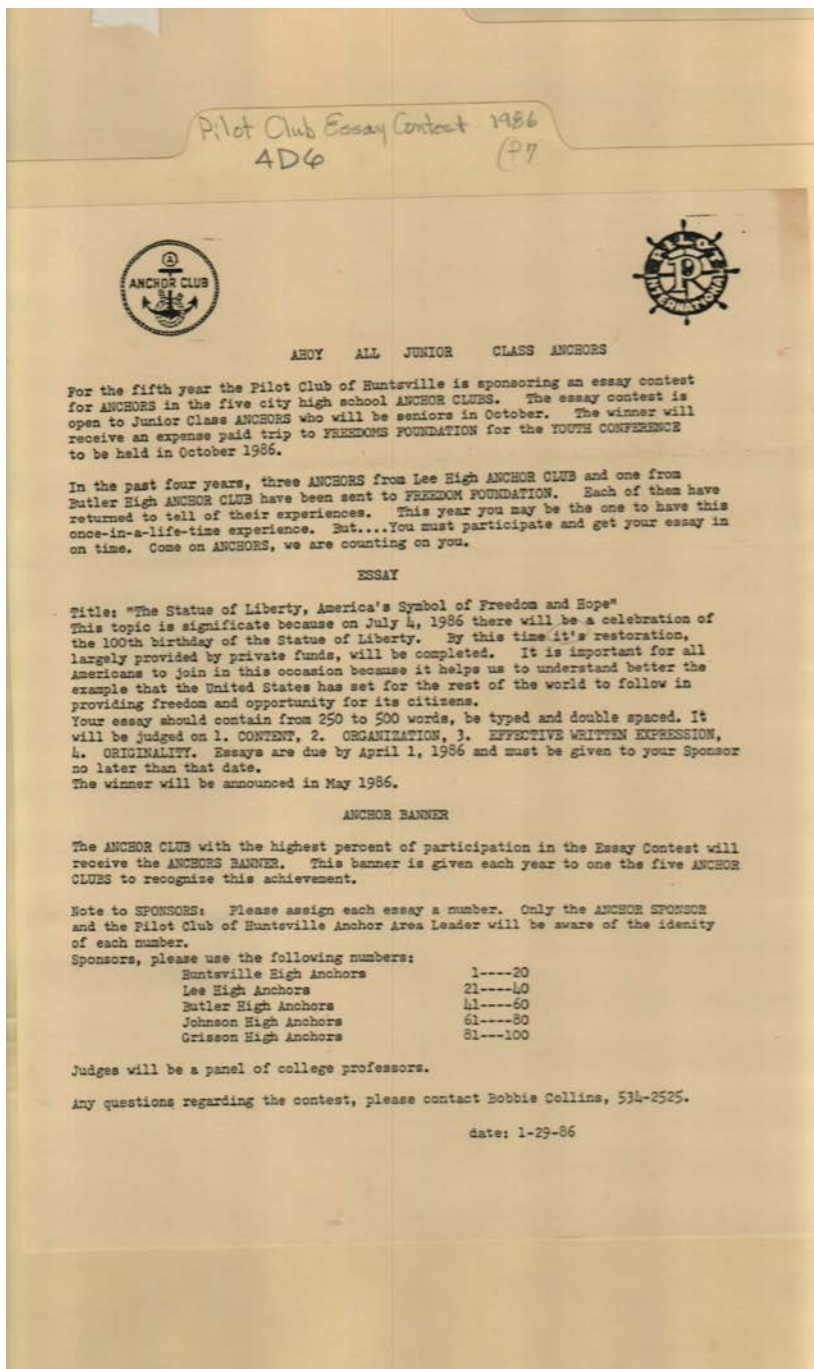 Pilot Club Essay Contest 1986
4D6 (P7
A
ANCHOR CLUB
PILOT
INTERNATIONAL
AHOY ALL JUNIOR CLASS ANCHORS
For the fifth year the Pilot Club of Huntsville is sponsoring an essay contest
for ANCHORS in the five city high school ANCHOR CLUBS. The essay contest is
open to Junior Class ANCHORS who will be seniors in October. The winner will
receive an expense paid trip to FREEDOMS FOUNDATION for the YOUTH CONFERENCE
to be held in October 1986.
In the past four years, three ANCHORS from Lee High ANCHOR CLUB and one from
Butler High ANCHOR CLUB have been sent to FREEDOM FOUNDATION. Each of them have
returned to tell of their experiences. This year you may be the one to have this
once-in-a-life-time experience. But....You must participate and get your essay in
on time. Come on ANCHORS, we are counting on you.
ESSAY
Title: "The Statue of Liberty, America's Symbol of Freedom and Hope"
This topic is significate because on July 4, 1986 there will be a celebration of
the 100th birthday of the Statue of Liberty. By this time it's restoration,
largely provided by private funds, will be completed. It is important for all
Americans to join in this occasion because it helps us to understand better the
example that the United States has set for the rest of the world to follow in
providing freedom and opportunity for its citizens.
Your essay should contain from 250 to 500 words, be typed and double spaced. It
will be judged on 1. CONTENT, 2. ORGANIZATION, 3. EFFECTIVE WRITTEN EXPRESSION,
4. ORIGINALITY. Essays are due by April 1, 1986 and must be given to your Sponsor
no later than that date.
The winner will be announced in May 1986.
ANCHOR BANNER
The ANCHOR CLUB with the highest percent of participation in the Essay Contest will
receive the ANCHORS BANNER. This banner is given each year to one the five ANCHOR
CLUBS to recognize this achievement.
Note to SPONSORS: Please assign each essay a number. Only the ANCHOR SPONSOR
and the Pilot Club of Huntsville Anchor Area Leader will be aware of the idenity
of each number.
Sponsors, please use the following numbers:
Huntsville High Anchors 1----20
Lee High Anchors 21----40
Butler High Anchors 41----60
Johnson High Anchors 61----80
Grisson High Anchors 81---100
Judges will be a panel of college professors.
Any questions regarding the contest, please contact Bobbie Collins, 534-2525.
date: 1-29-86